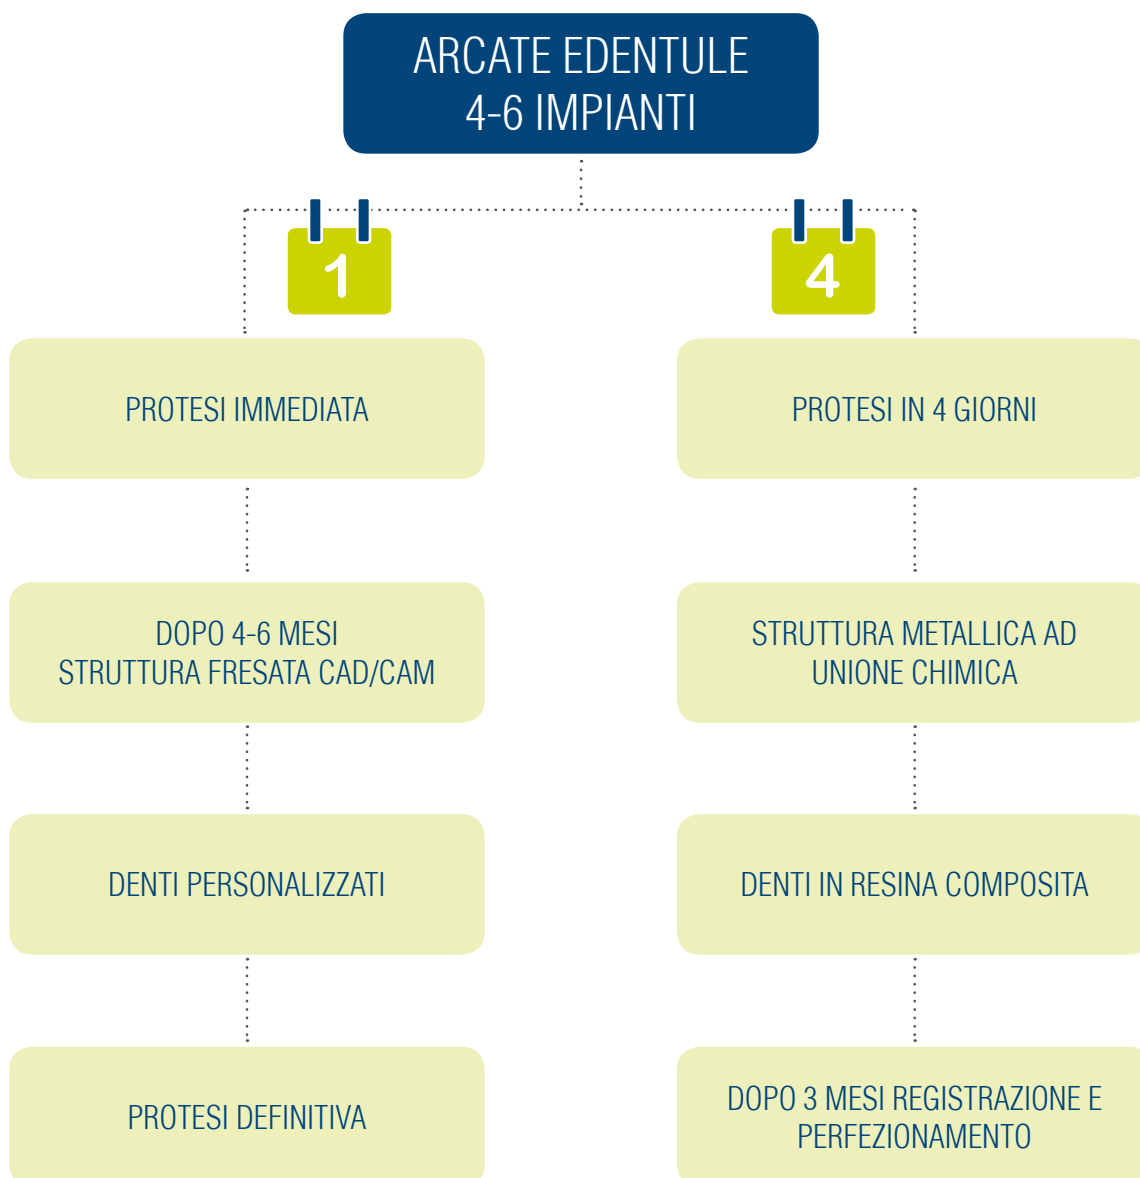 ARCATE EDENTULE
4-6 IMPIANTI
1
4
PROTESI IMMEDIATA
PROTESI IN 4 GIORNI
DOPO 4-6 MESI
STRUTTURA FRESATA CAD/CAM
STRUTTURA METALLICA AD
UNIONE CHIMICA
DENTI PERSONALIZZATI
DENTI IN RESINA COMPOSITA
PROTESI DEFINITIVA
DOPO 3 MESI REGISTRAZIONE E
PERFEZIONAMENTO